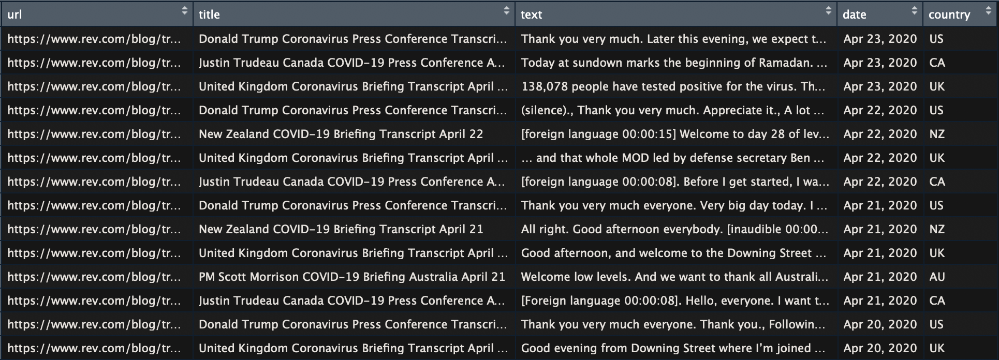 url title text date country
https://www.rev.com/blog/tr... Donald Trump Coronavirus Press Conference Transcri... Thank you very much. Later this evening, we expect t... Apr 23, 2020 US
https://www.rev.com/blog/tr... Justin Trudeau Canada COVID-19 Press Conference A... Today at sundown marks the beginning of Ramadan. ... Apr 23, 2020 CA
https://www.rev.com/blog/tr... United Kingdom Coronavirus Briefing Transcript April ... 138,078 people have tested positive for the virus. Th... Apr 23, 2020 UK
https://www.rev.com/blog/tr... Donald Trump Coronavirus Press Conference Transcri... (silence)., Thank you very much. Appreciate it., A lot ... Apr 22, 2020 US
https://www.rev.com/blog/tr... New Zealand COVID-19 Briefing Transcript April 22 [foreign language 00:00:15] Welcome to day 28 of lev... Apr 22, 2020 NZ
https://www.rev.com/blog/tr... United Kingdom Coronavirus Briefing Transcript April ... ... and that whole MOD led by defense secretary Ben ... Apr 22, 2020 UK
https://www.rev.com/blog/tr... Justin Trudeau Canada COVID-19 Press Conference A... [foreign language 00:00:08]. Before I get started, I wa... Apr 22, 2020 CA
https://www.rev.com/blog/tr... Donald Trump Coronavirus Press Conference Transcri... Thank you very much everyone. Very big day today. I ... Apr 21, 2020 US
https://www.rev.com/blog/tr... New Zealand COVID-19 Briefing Transcript April 21 All right. Good afternoon everybody. [inaudible 00:00... Apr 21, 2020 NZ
https://www.rev.com/blog/tr... United Kingdom Coronavirus Briefing Transcript April ... Good afternoon, and welcome to the Downing Street ... Apr 21, 2020 UK
https://www.rev.com/blog/tr... PM Scott Morrison COVID-19 Briefing Australia April 21 Welcome low levels. And we want to thank all Australi... Apr 21, 2020 AU
https://www.rev.com/blog/tr... Justin Trudeau Canada COVID-19 Press Conference A... [Foreign language 00:00:08]. Hello, everyone. I want t... Apr 21, 2020 CA
https://www.rev.com/blog/tr... Donald Trump Coronavirus Press Conference Transcri... Thank you very much everyone. Thank you., Followin... Apr 20, 2020 US
https://www.rev.com/blog/tr... United Kingdom Coronavirus Briefing Transcript April ... Good evening from Downing Street where I'm joined ... Apr 20, 2020 UK